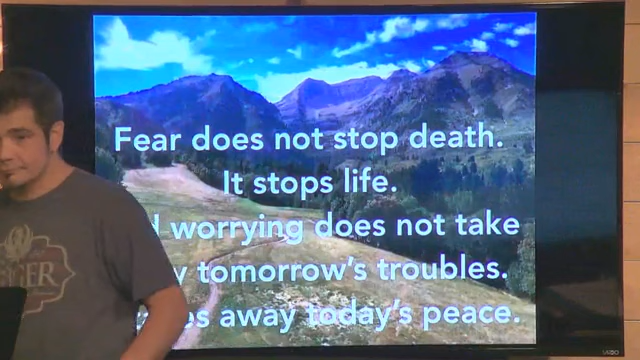 Fear does not stop death.
It stops life.
worrying does not take
tomorrow's troubles.
away today's peace.